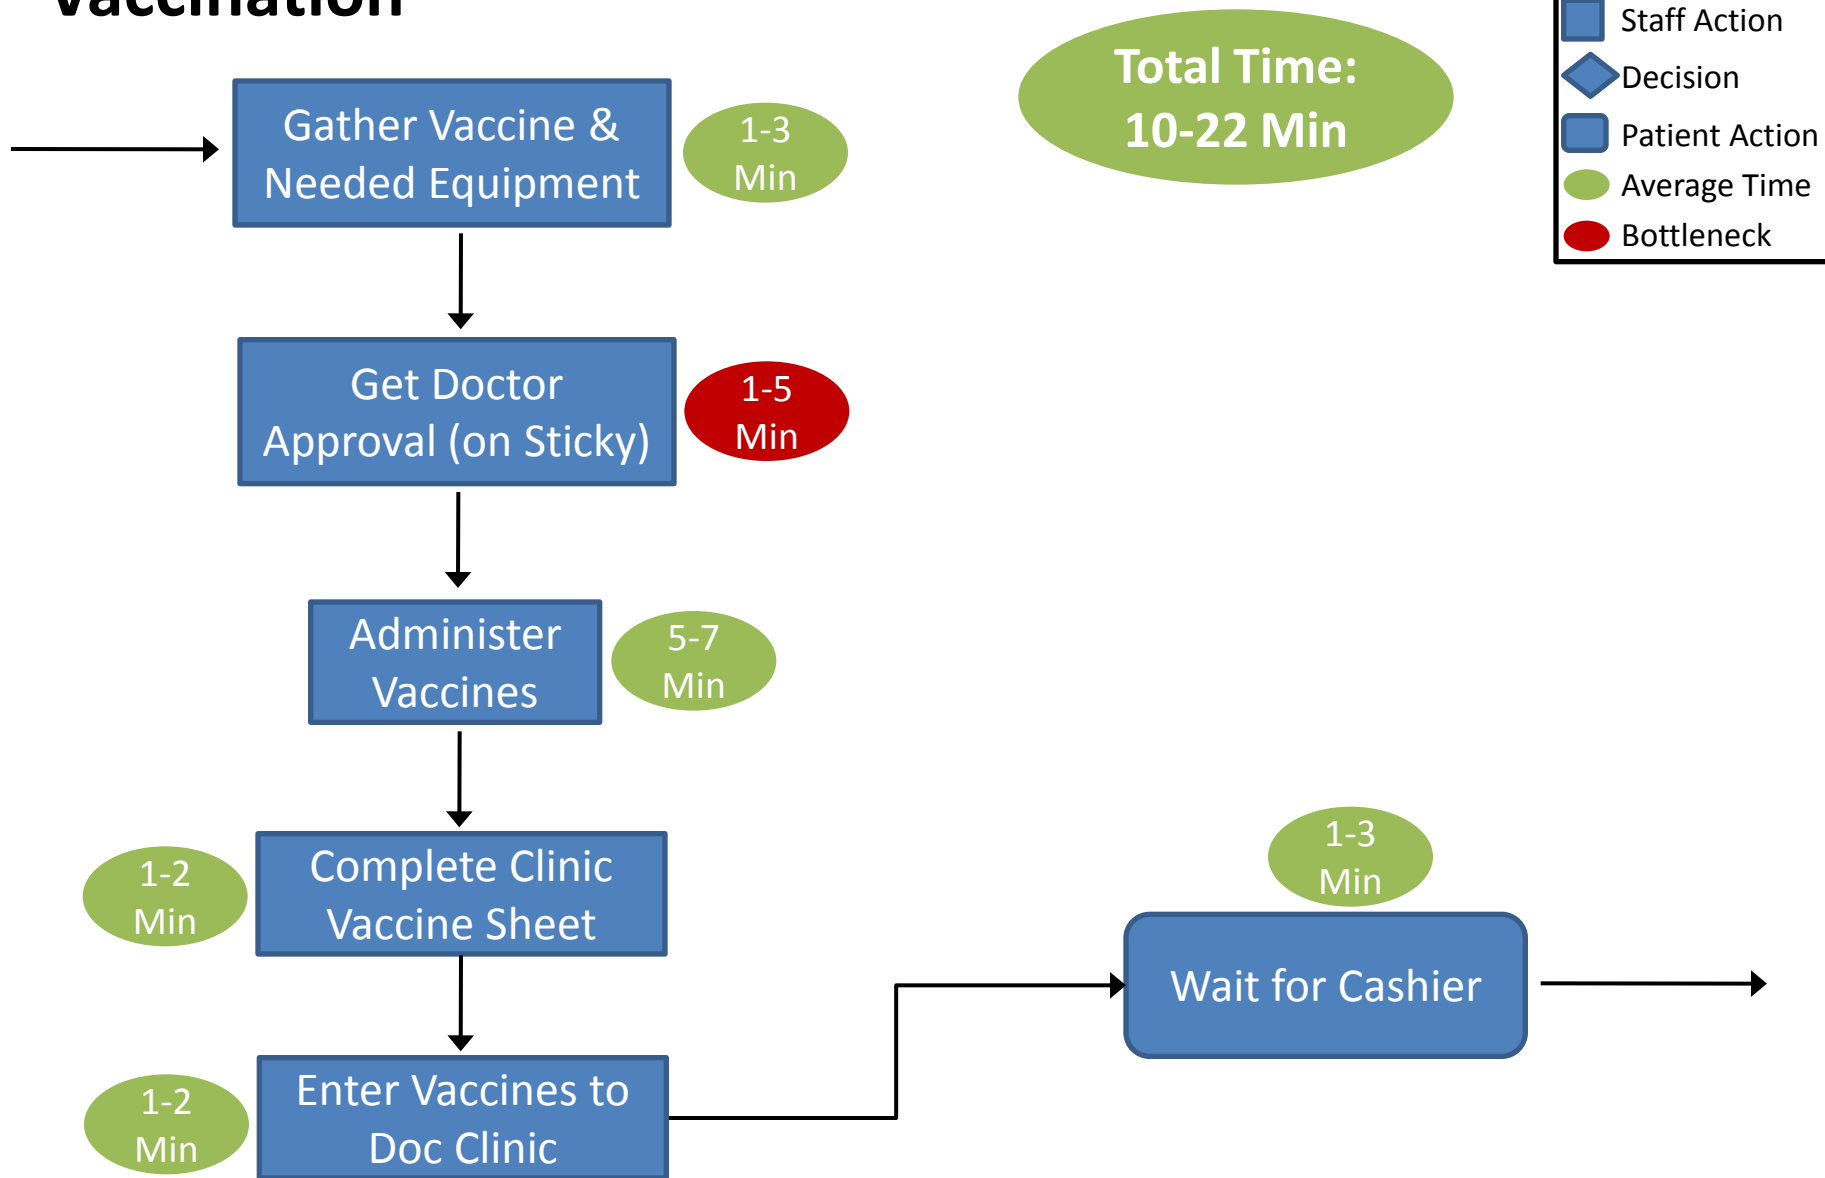 Vaccination
Total Time:
10-22 Min
Staff Action
Decision
Patient Action
Average Time
Bottleneck
Gather Vaccine &
Needed Equipment
1-3
Min
Get Doctor
Approval (on Sticky)
1-5
Min
Administer
Vaccines
5-7
Min
1-2
Min
Complete Clinic
Vaccine Sheet
1-2
Min
Enter Vaccines to
Doc Clinic
1-3
Min
Wait for Cashier